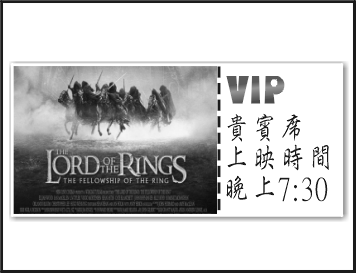 THE
LORD OF THE RINGS
THE FELLOWSHIP OF THE RING
VIP
貴賓席
上映時間
晚上7:30